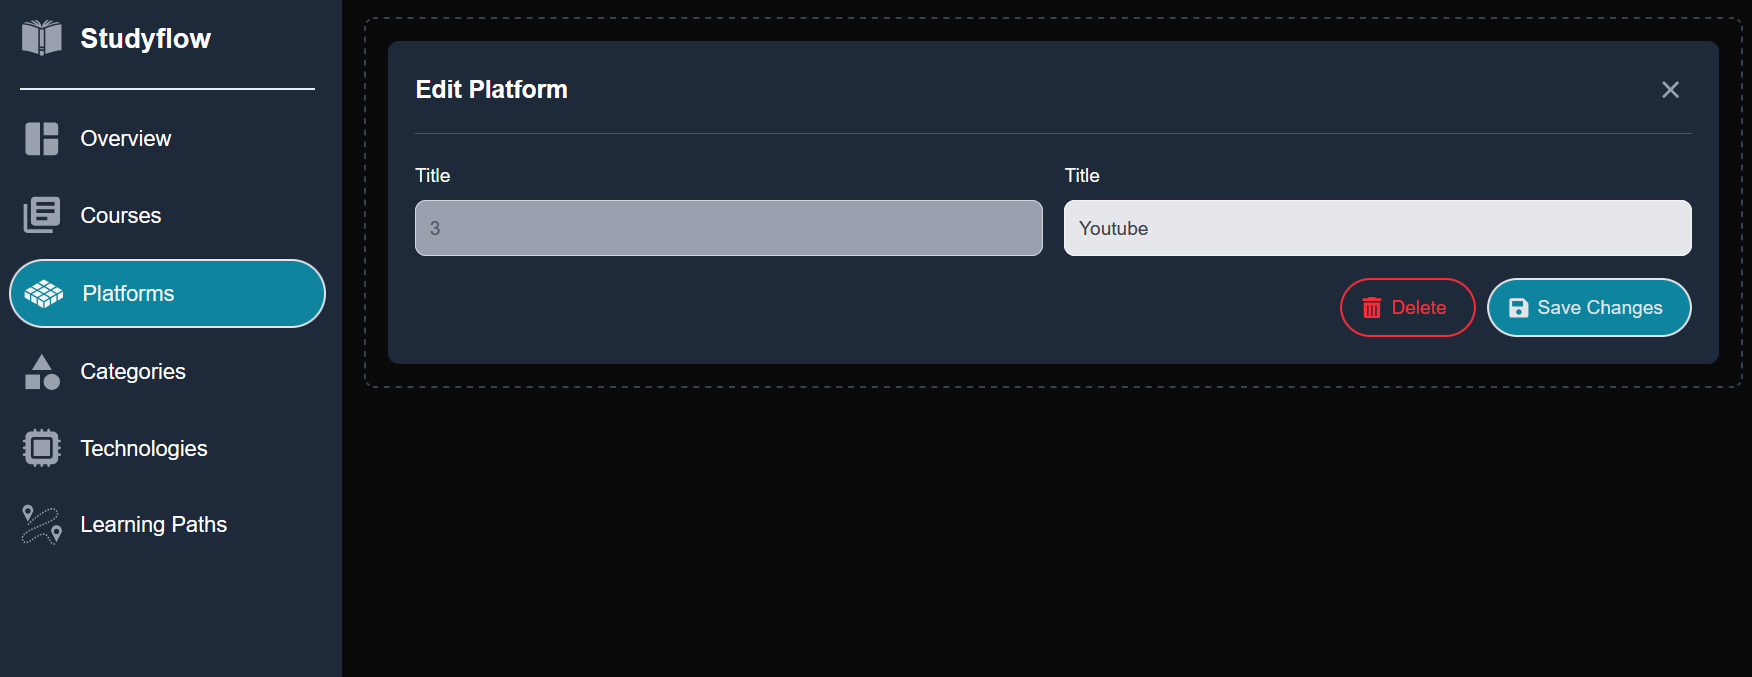 Studyflow
Overview
Courses
Platforms
Categories
Technologies
Learning Paths
Edit Platform
Title
3
Title
Youtube
Delete
Save Changes